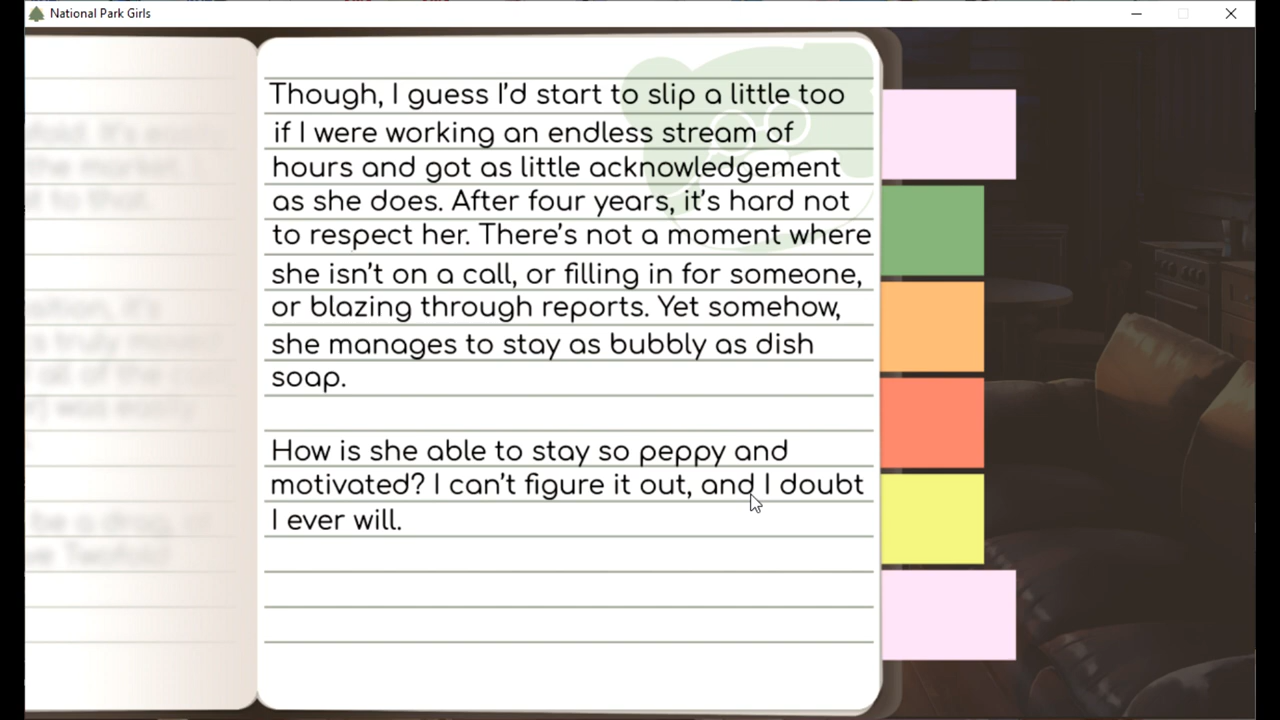 National Park Girls
Though, I guess I'd start to slip a little too
if I were working an endless stream of
hours and got as little acknowledgement
as she does. After four years, it's hard not
to respect her. There's not a moment where
she isn't on a call, or filling in for someone,
or blazing through reports. Yet somehow,
she manages to stay as bubbly as dish
soap.
How is she able to stay so peppy and
motivated? I can't figure it out, and I doubt
I ever will.